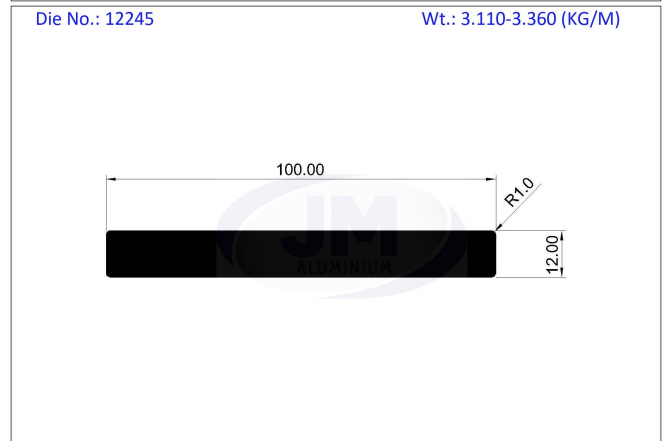 Die No.: 12245
Wt.: 3.110-3.360 (KG/M)
100.00
R1.0
12.00
JM
ALUMINIUM